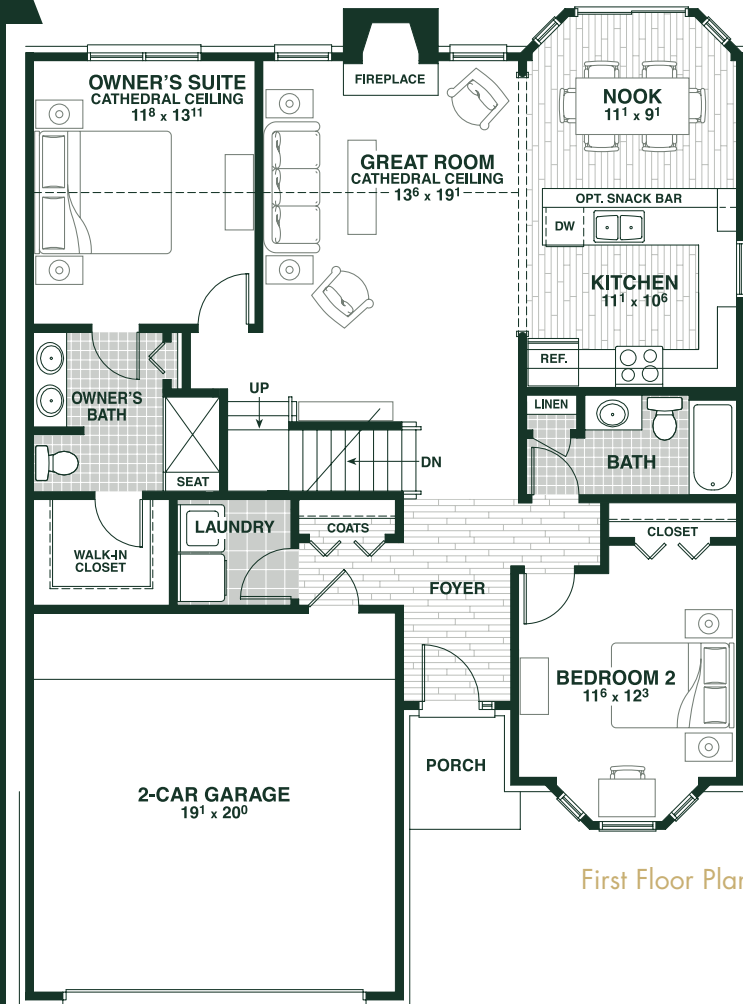 OWNER'S SUITE
CATHEDRAL CEILING
11⁸ x 13¹¹
FIREPLACE
GREAT ROOM
CATHEDRAL CEILING
13⁶ x 19¹
NOOK
11¹ x 9¹
OPT. SNACK BAR
DW
KITCHEN
11¹ x 10⁶
REF.
OWNER'S
BATH
UP
LINEN
BATH
DN
SEAT
LAUNDRY
COATS
CLOSET
WALK-IN
CLOSET
FOYER
BEDROOM 2
11⁶ x 12³
PORCH
2-CAR GARAGE
19¹ x 20⁰
First Floor Plan